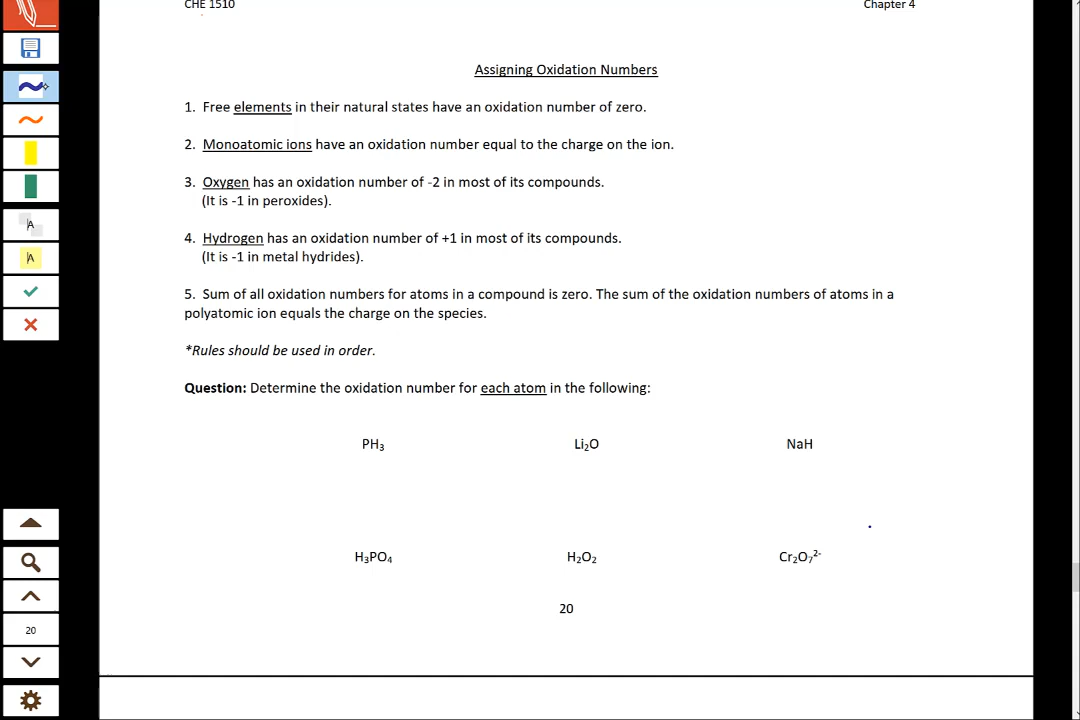 CHE 1510 Chapter 4
Assigning Oxidation Numbers
1. Free elements in their natural states have an oxidation number of zero.
2. Monoatomic ions have an oxidation number equal to the charge on the ion.
3. Oxygen has an oxidation number of -2 in most of its compounds.
(It is -1 in peroxides).
4. Hydrogen has an oxidation number of +1 in most of its compounds.
(It is -1 in metal hydrides).
5. Sum of all oxidation numbers for atoms in a compound is zero. The sum of the oxidation numbers of atoms in a
polyatomic ion equals the charge on the species.
*Rules should be used in order.
Question: Determine the oxidation number for each atom in the following:
PH₃ Li₂O NaH
H₃PO₄ H₂O₂ Cr₂O₇²⁻
20
A
A
20